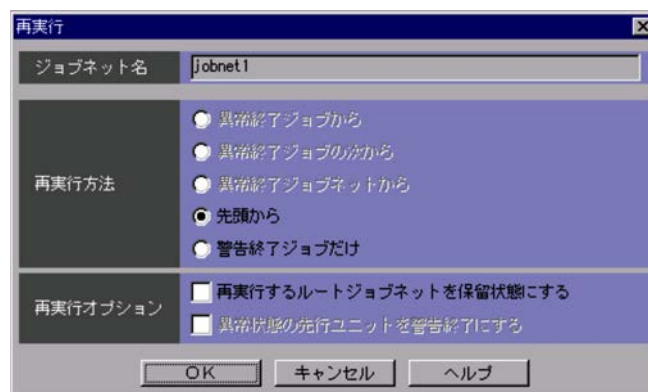 再実行
ジョブネット名
jobnet1
再実行方法
異常終了ジョブから
異常終了ジョブの次から
異常終了ジョブネットから
先頭から
警告終了ジョブだけ
再実行オプション
再実行するルートジョブネットを保留状態にする
異常状態の先行ユニットを警告終了にする
OK
キャンセル
ヘルプ